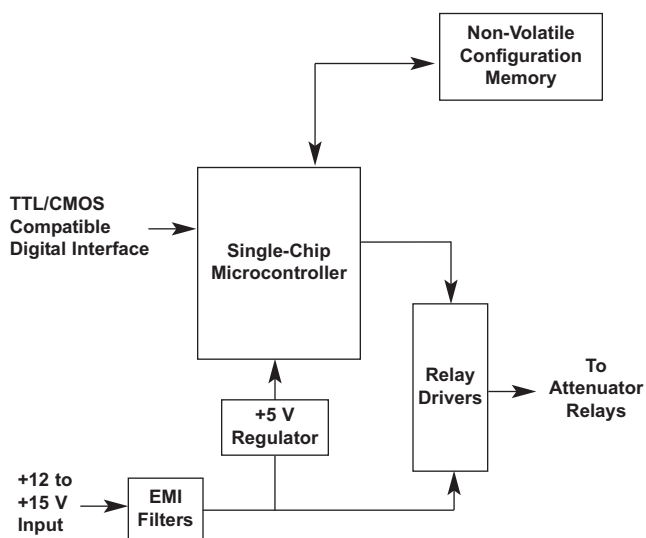 Non-Volatile
Configuration
Memory
TTL/CMOS
Compatible
Digital Interface
Single-Chip
Microcontroller
Relay
Drivers
To
Attenuator
Relays
+5 V
Regulator
+12 to
+15 V
Input
EMI
Filters